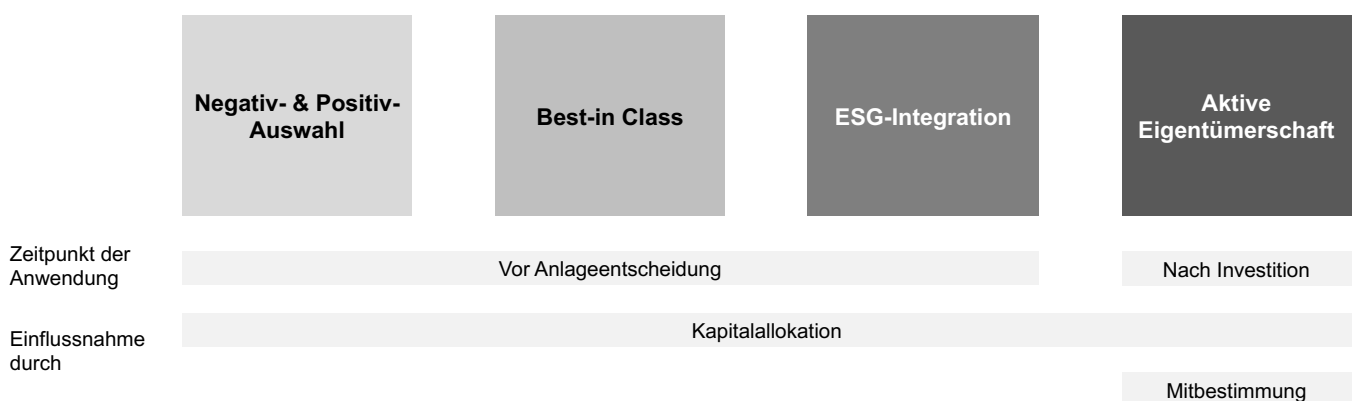 Negativ- & Positiv-
Auswahl
Best-in Class
ESG-Integration
Aktive
Eigentümerschaft
Zeitpunkt der
Anwendung
Vor Anlageentscheidung
Nach Investition
Einflussnahme
durch
Kapitalallokation
Mitbestimmung